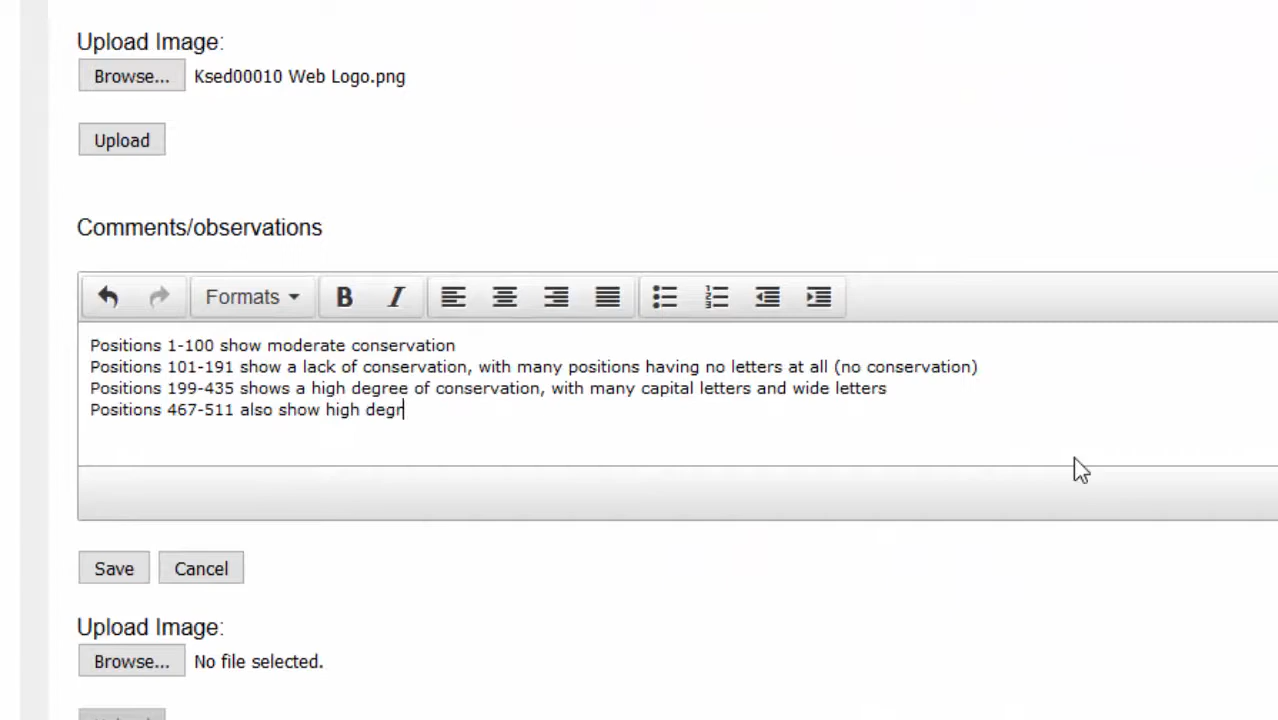 Upload Image:
Browse... Ksed00010 Web Logo.png
Upload
Comments/observations
Formats B I
Positions 1-100 show moderate conservation
Positions 101-191 show a lack of conservation, with many positions having no letters at all (no conservation)
Positions 199-435 shows a high degree of conservation, with many capital letters and wide letters
Positions 467-511 also show high degr
Save Cancel
Upload Image:
Browse... No file selected.